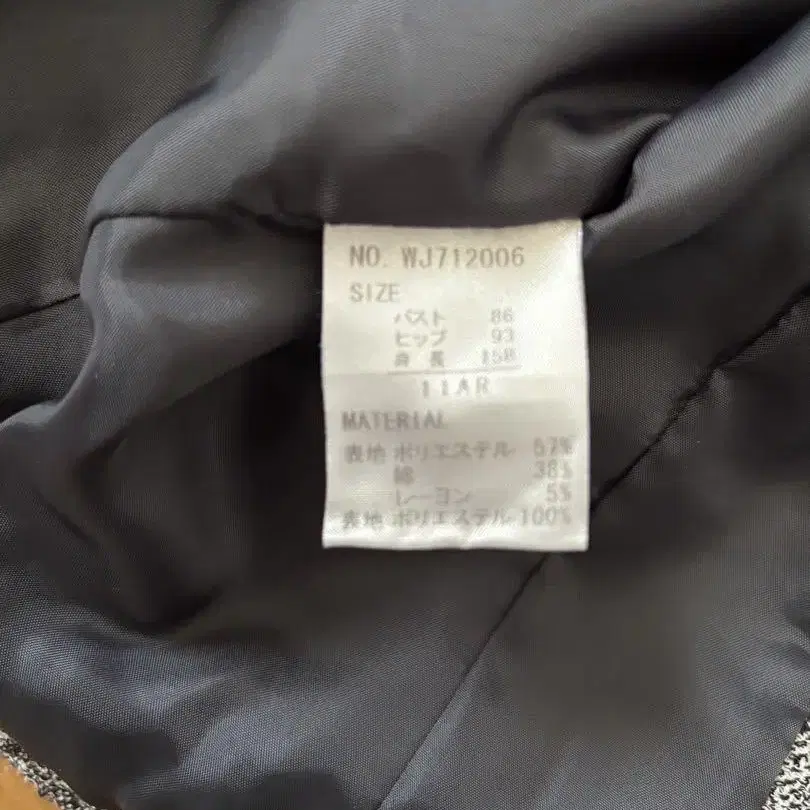 NO. WJ712006
SIZE
バスト 86
ヒップ 93
身長 158
11AR
MATERIAL
表地 ポリエステル 57%
綿 38%
レーヨン 5%
表地 ポリエステル 100%